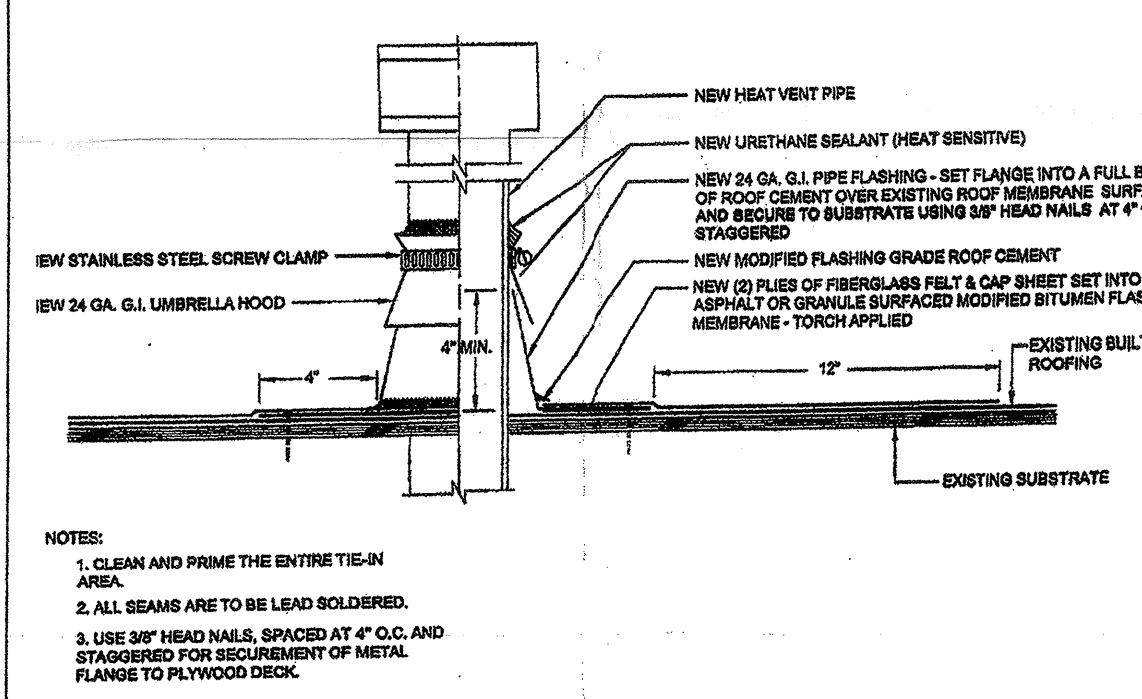 NEW HEAT VENT PIPE
NEW URETHANE SEALANT (HEAT SENSITIVE)
NEW 24 GA. G.I. PIPE FLASHING - SET FLANGE INTO A FULL
OF ROOF CEMENT OVER EXISTING ROOF MEMBRANE
AND SECURE TO SUBSTRATE USING 3/8" HEAD NAILS AT 4"
STAGGERED
STAINLESS STEEL SCREW CLAMP
NEW MODIFIED FLASHING GRADE ROOF CEMENT
NEW (2) PLIES OF FIBERGLASS FELT & CAP SHEET SET INTO
ASPHALT OR GRANULE SURFACED MODIFIED BITUMEN
MEMBRANE - TORCH APPLIED
24 GA. G.I. UMBRELLA HOOD
4" MIN.
EXISTING
ROOFING
4"
12"
EXISTING SUBSTRATE
NOTES:
1. CLEAN AND PRIME THE ENTIRE TIE-IN
AREA.
2. ALL SEAMS ARE TO BE LEAD SOLDERED.
3. USE 3/8" HEAD NAILS, SPACED AT 4" O.C. AND
STAGGERED FOR SECUREMENT OF METAL
FLANGE TO PLYWOOD DECK.